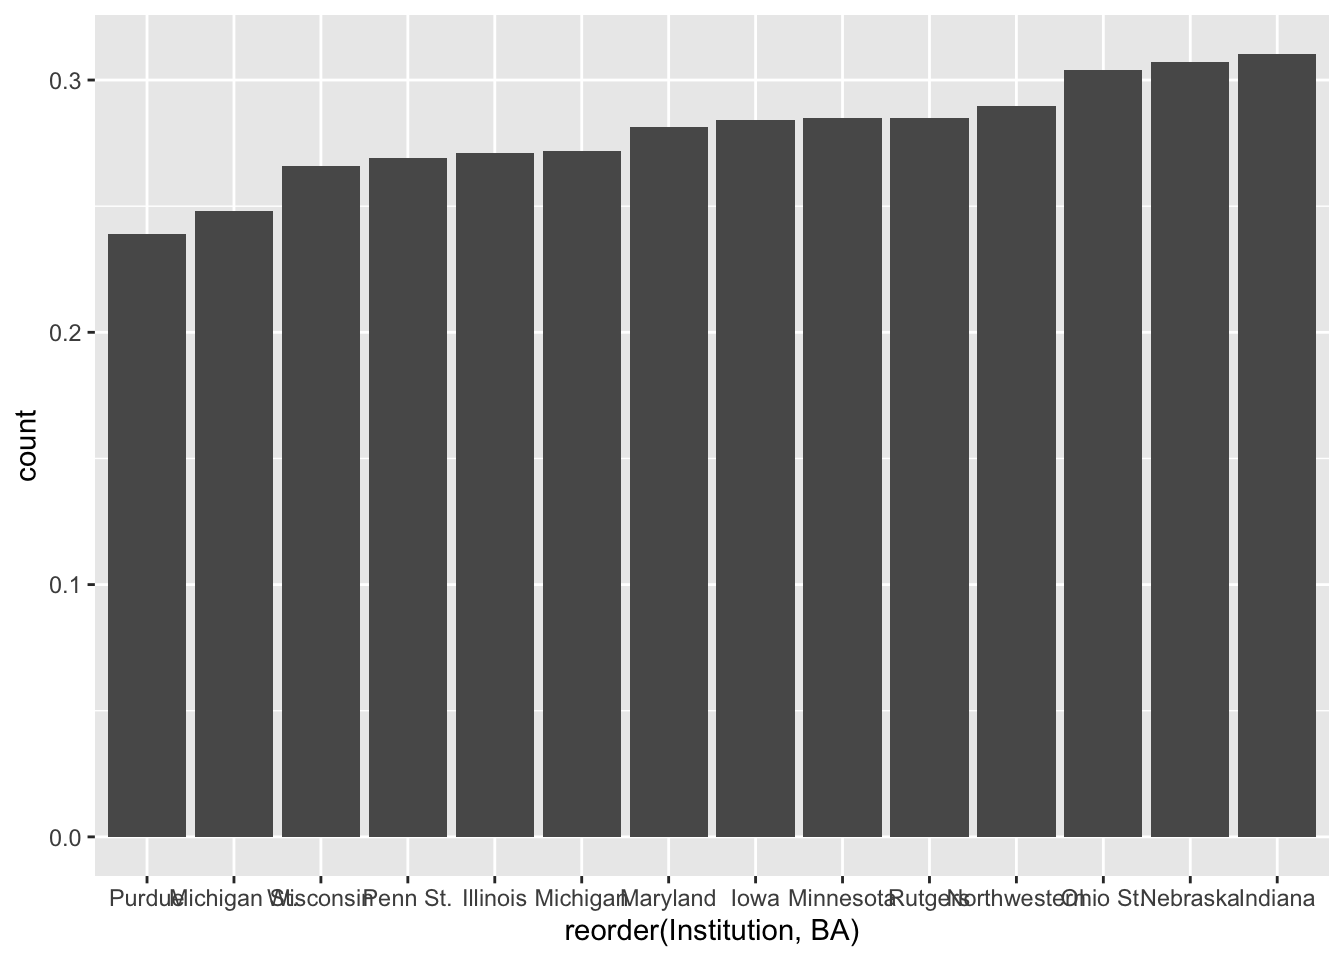 0.3
0.2
0.1
0.0
count
Purdue Michigan St. Wisconsin Penn St. Illinois Michigan Maryland Iowa Minnesota Rutgers Northwestern Ohio St. Nebraska Indiana
reorder(Institution, BA)